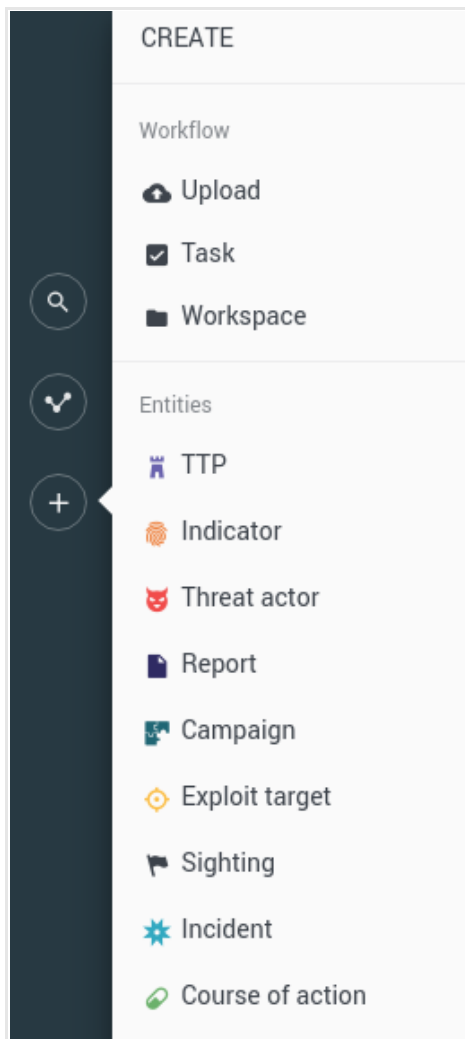 CREATE
Workflow
Upload
Task
Workspace
Entities
TTP
Indicator
Threat actor
Report
Campaign
Exploit target
Sighting
Incident
Course of action